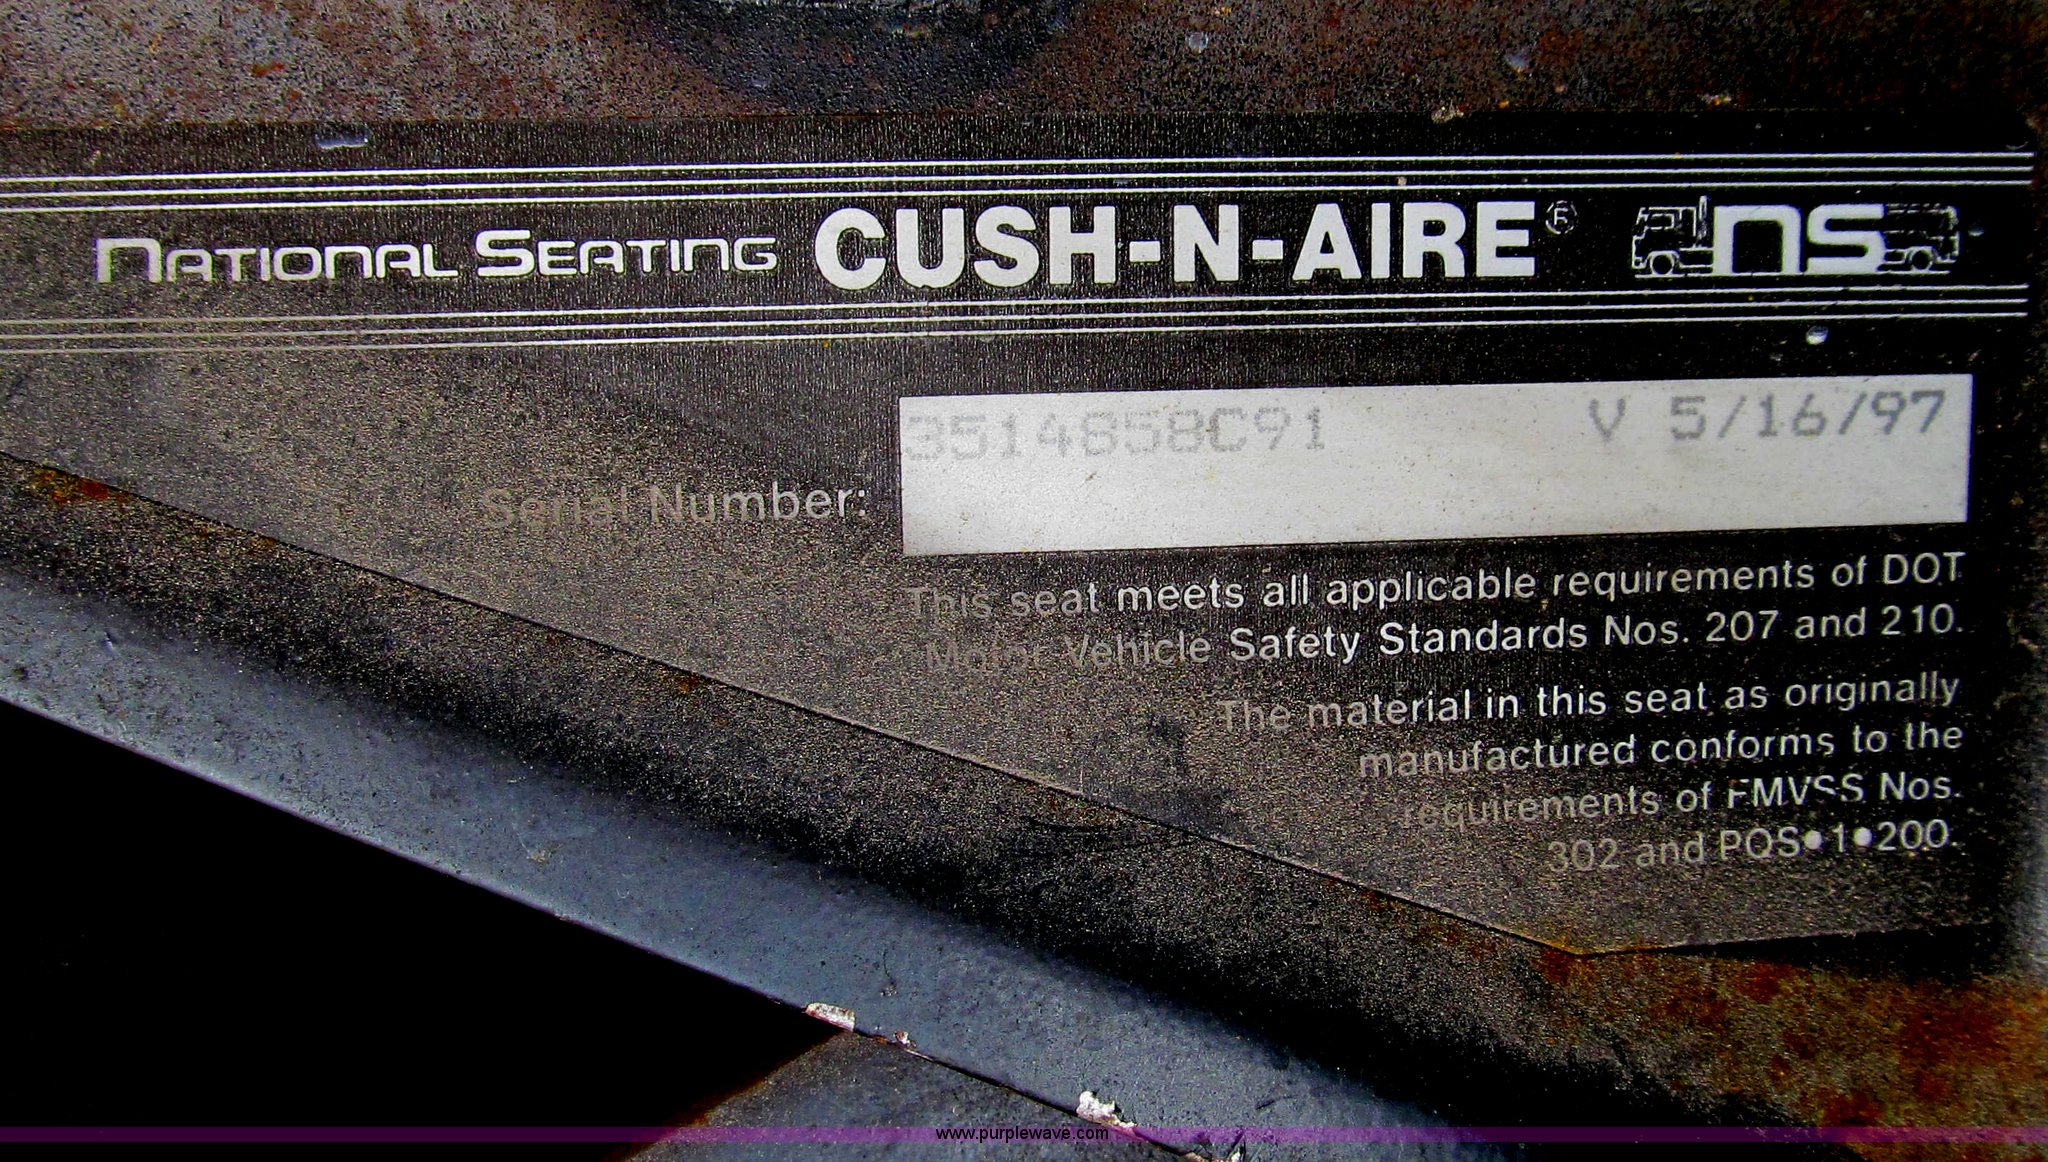 NATIONAL SEATING CUSH-N-AIRE® ns
3514858C91 V 5/16/97
Serial Number:
This seat meets all applicable requirements of DOT
Motor Vehicle Safety Standards Nos. 207 and 210.
The material in this seat as originally
manufactured conforms to the
requirements of FMVSS Nos.
302 and PQS•1•200.
www.purplewave.com